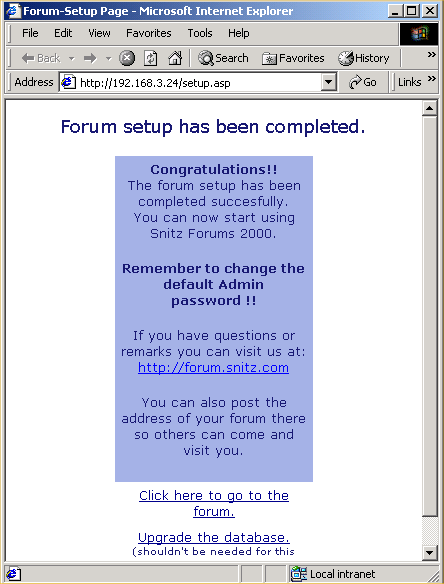 Forum-Setup Page - Microsoft Internet Explorer
File Edit View Favorites Tools Help
Back Search Favorites History »
Address http://192.168.3.24/setup.asp Go Links »
Forum setup has been completed.
Congratulations!!
The forum setup has been
completed succesfully.
You can now start using
Snitz Forums 2000.
Remember to change the
default Admin
password !!
If you have questions or
remarks you can visit us at:
http://forum.snitz.com
You can also post the
address of your forum there
so others can come and
visit you.
Click here to go to the
forum.
Upgrade the database.
(shouldn't be needed for this
Local intranet